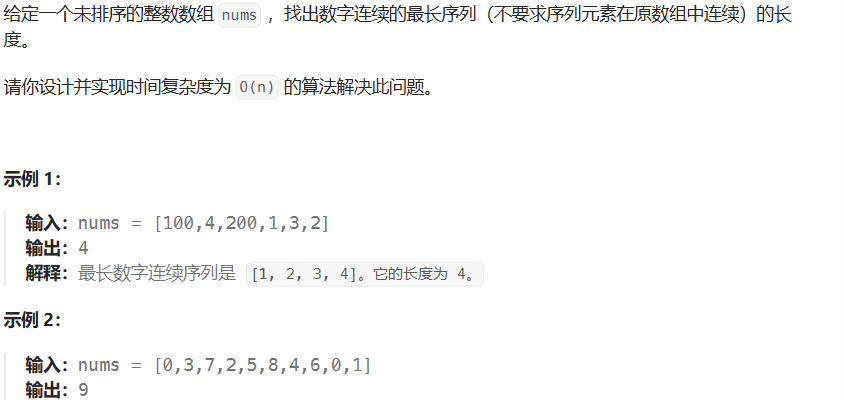 给定一个未排序的整数数组 nums ，找出数字连续的最长序列（不要求序列元素在原数组中连续）的长
度。
请你设计并实现时间复杂度为 O(n) 的算法解决此问题。
示例 1：
输入：nums = [100,4,200,1,3,2]
输出：4
解释：最长数字连续序列是 [1, 2, 3, 4]。它的长度为 4。
示例 2：
输入：nums = [0,3,7,2,5,8,4,6,0,1]
输出：9